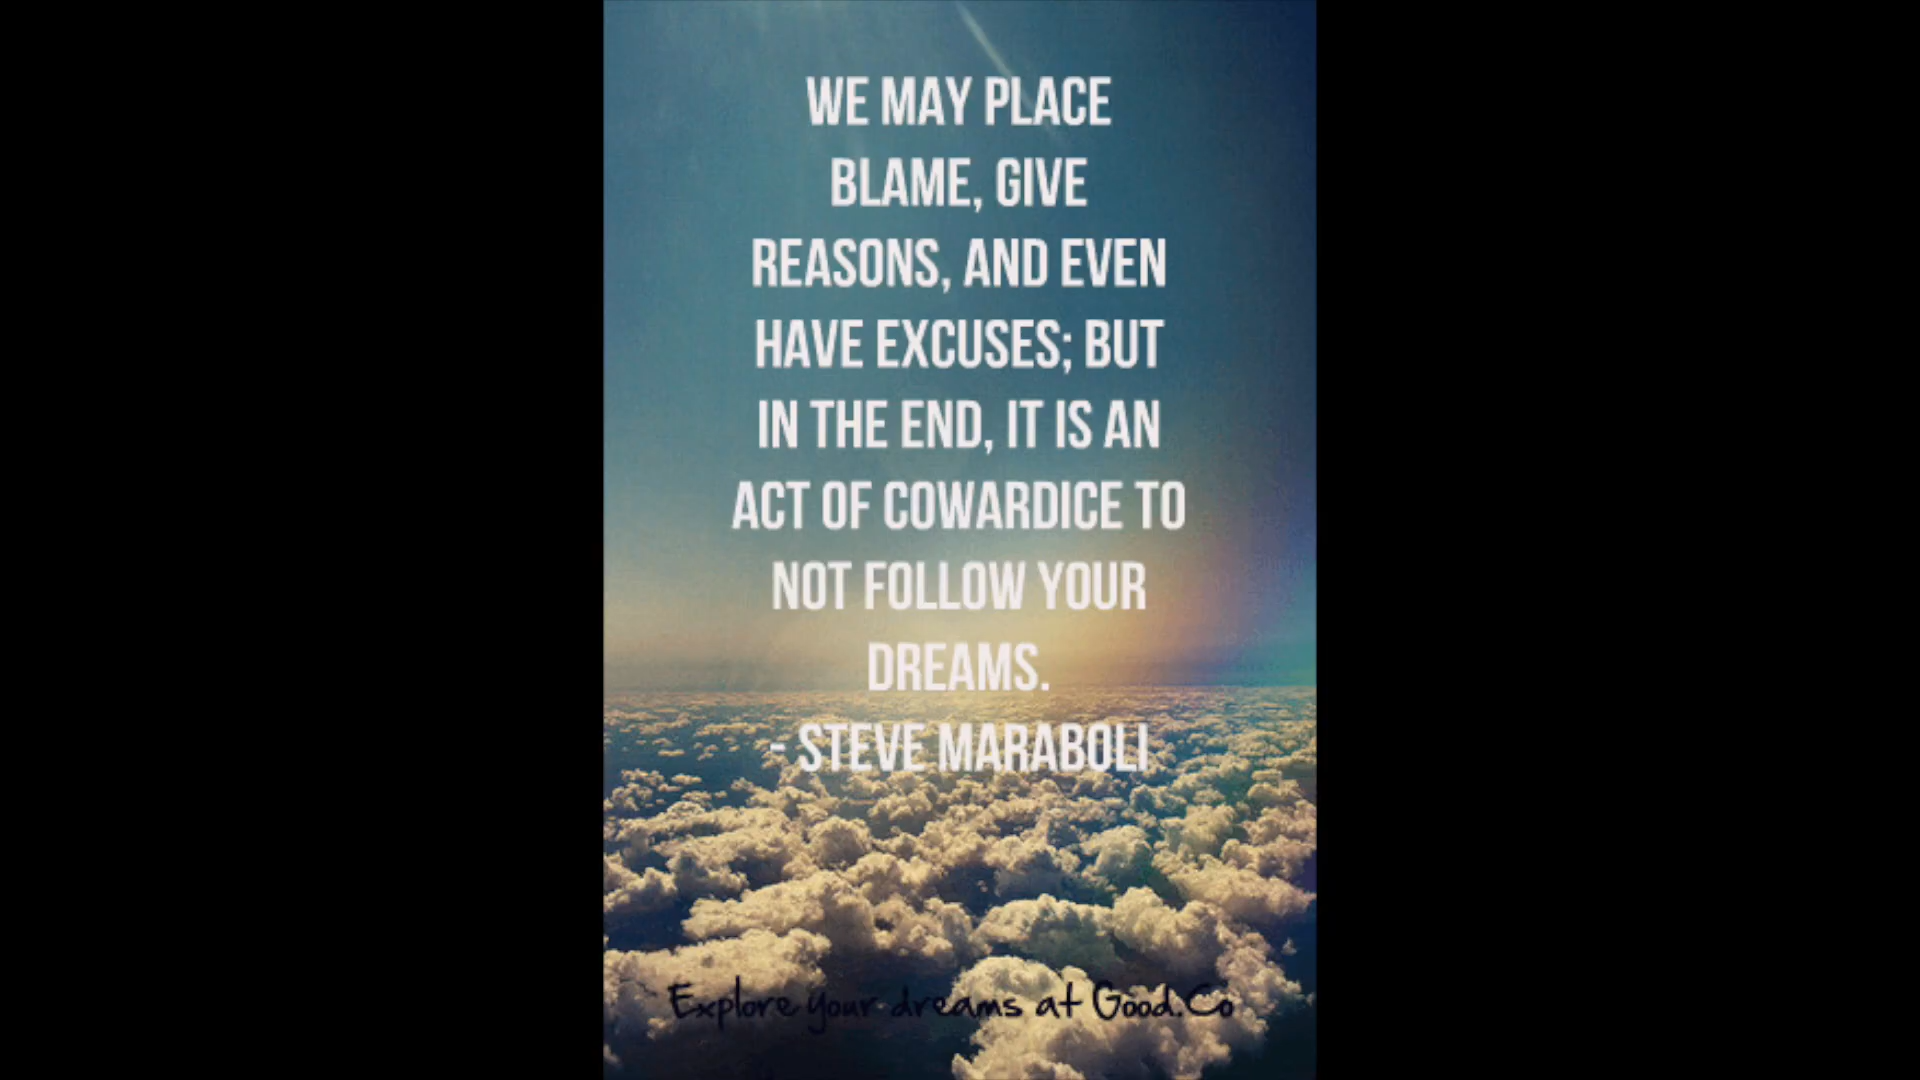 WE MAY PLACE
BLAME, GIVE
REASONS, AND EVEN
HAVE EXCUSES; BUT
IN THE END, IT IS AN
ACT OF COWARDICE TO
NOT FOLLOW YOUR
DREAMS.
- STEVE MARABOLI
Explore your dreams at Good.Co